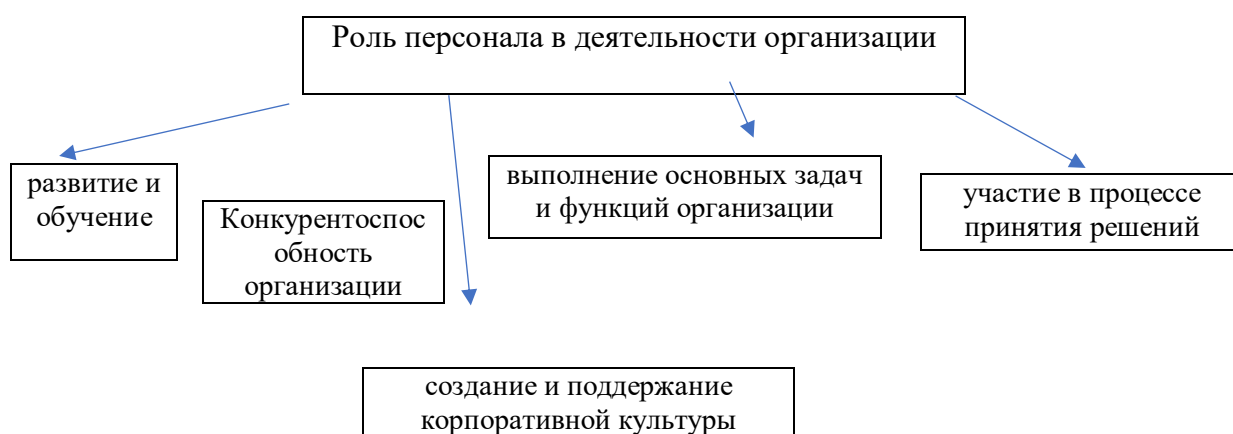 Роль персонала в деятельности организации
развитие и
обучение
Конкурентоспос
обность
организации
выполнение основных задач
и функций организации
участие в процессе
принятия решений
создание и поддержание
корпоративной культуры